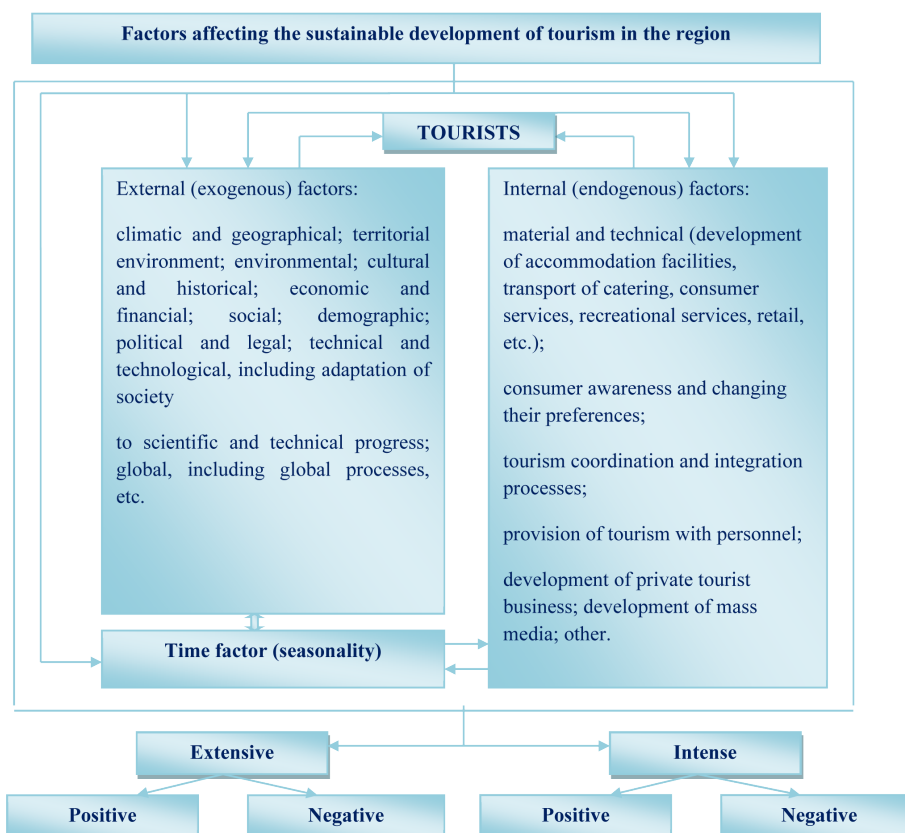 Factors affecting the sustainable development of tourism in the region
TOURISTS
External (exogenous) factors:
climatic and geographical; territorial
environment; environmental; cultural
and historical; economic and
financial; social; demographic;
political and legal; technical and
technological, including adaptation of
society
to scientific and technical progress;
global, including global processes,
etc.
Internal (endogenous) factors:
material and technical (development
of accommodation facilities,
transport of catering, consumer
services, recreational services, retail,
etc.);
consumer awareness and changing
their preferences;
tourism coordination and integration
processes;
provision of tourism with personnel;
development of private tourist
business; development of mass
media; other.
Time factor (seasonality)
Extensive
Intense
Positive
Negative
Positive
Negative